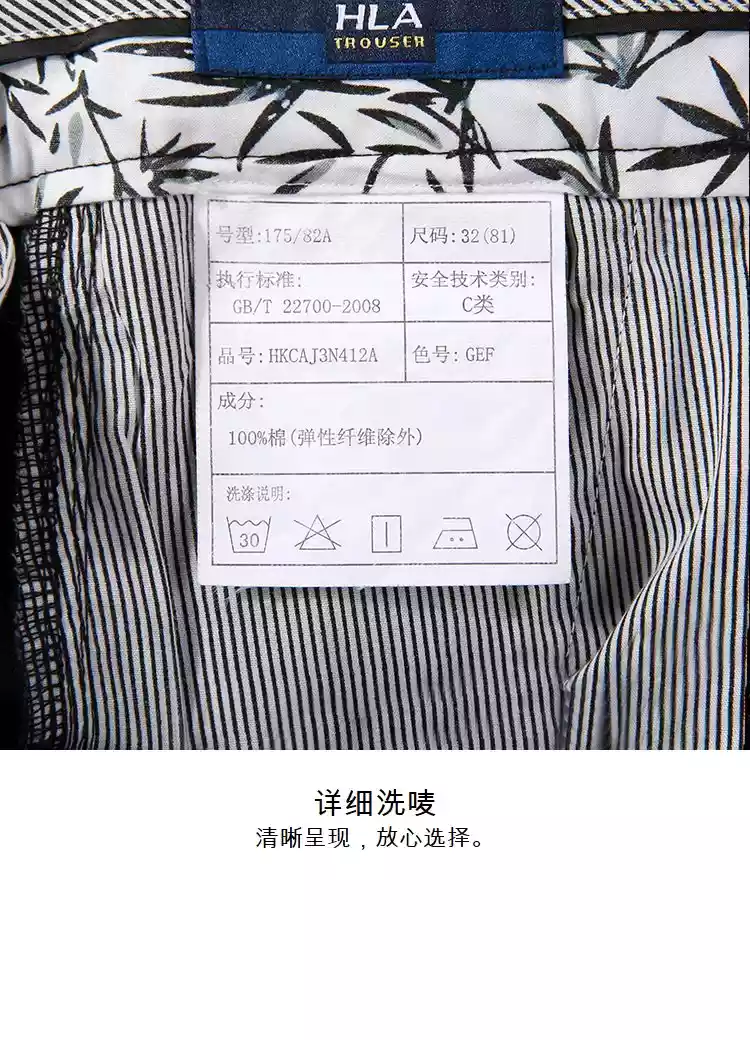 HLA
TROUSER
号型:175/82A
尺码:32(81)
执行标准:
GB/T 22700-2008
安全技术类别:
C类
品号:HKCAJ3N412A
色号:GEF
成分:
100%棉(弹性纤维除外)
洗涤说明:
30
详细洗唛
清晰呈现，放心选择。